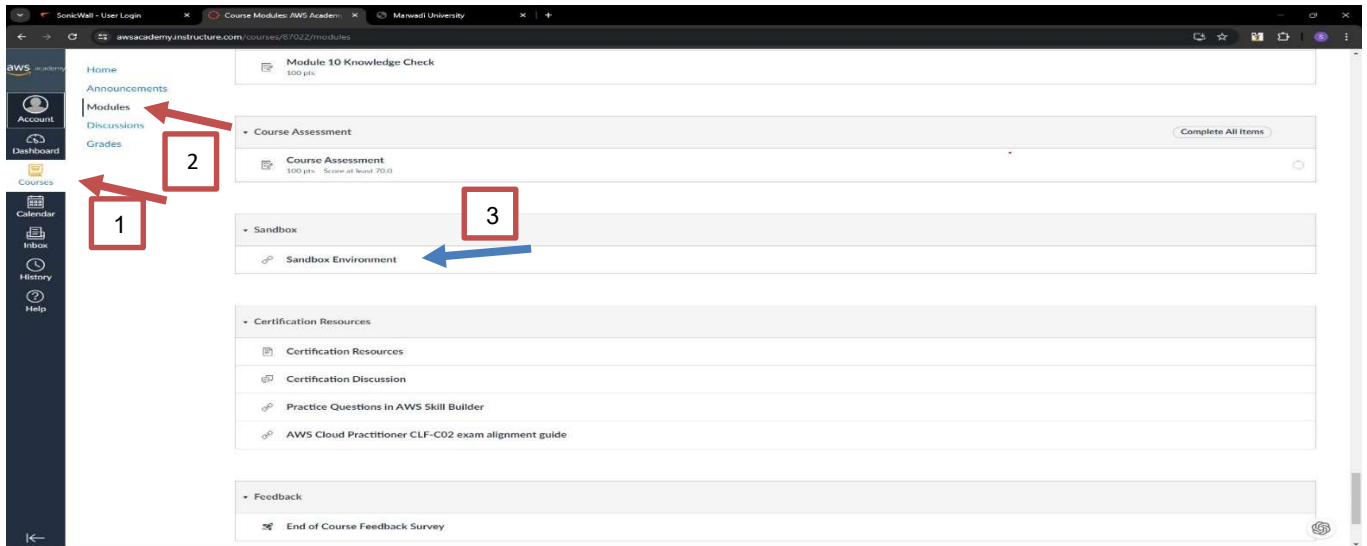 SonicWall - User Login
Course Modules: AWS Academ
Marwadi University
awsacademy.instructure.com/courses/87022/modules
aws academy
Account
Dashboard
Courses
Calendar
Inbox
History
Help
Home
Announcements
Modules
Discussions
Grades
1
2
3
Module 10 Knowledge Check
100 pts
Course Assessment
Complete All Items
Course Assessment
100 pts Score at least 70.0
Sandbox
Sandbox Environment
Certification Resources
Certification Resources
Certification Discussion
Practice Questions in AWS Skill Builder
AWS Cloud Practitioner CLF-C02 exam alignment guide
Feedback
End of Course Feedback Survey
S